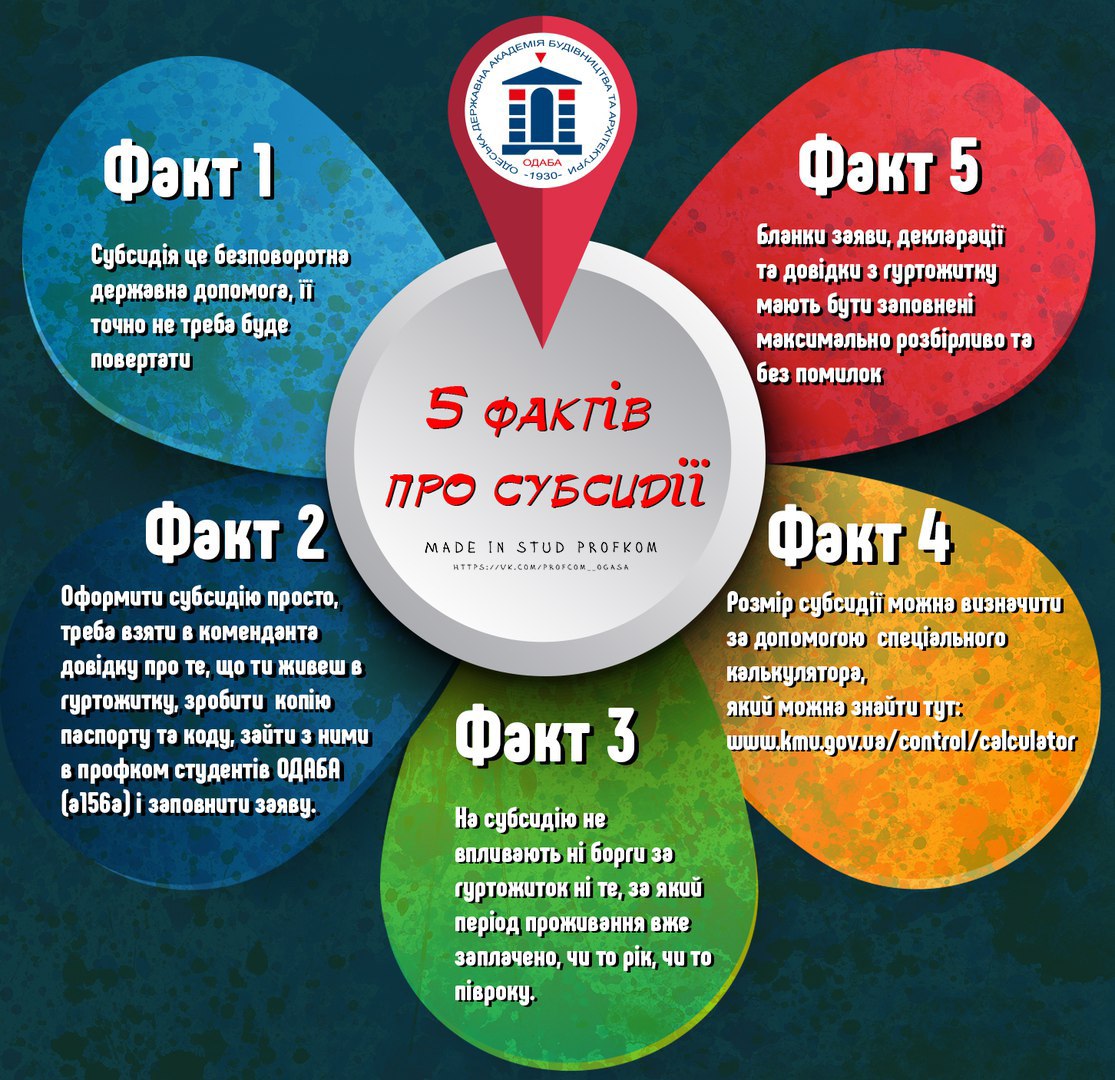 ОДЕСЬКА ДЕРЖАВНА АКАДЕМІЯ БУДІВНИЦТВА ТА АРХІТЕКТУРИ
ОДАБА
-1930-
5 ФАКТІВ
ПРО СУБСИДІЇ
MADE IN STUD PROFKOM
HTTPS://VK.COM/PROFCOM__OGASA
Факт 1
Субсидія це безповоротна
державна допомога, її
точно не треба буде
повертати
Факт 2
Оформити субсидію просто,
треба взяти в коменданта
довідку про те, що ти живеш в
гуртожитку, зробити копію
паспорту та коду, зайти з ними
в профком студентів ОДАБА
(а156а) і заповнити заяву.
Факт 3
На субсидію не
впливають ні борги за
гуртожиток ні те, за який
період проживання вже
заплачено, чи то рік, чи то
півроку.
Факт 4
Розмір субсидії можна визначити
за допомогою спеціального
калькулятора,
який можна знайти тут:
www.kmu.gov.ua/control/calculator
Факт 5
Бланки заяви, декларації
та довідки з гуртожитку
мають бути заповнені
максимально розбірливо та
без помилок